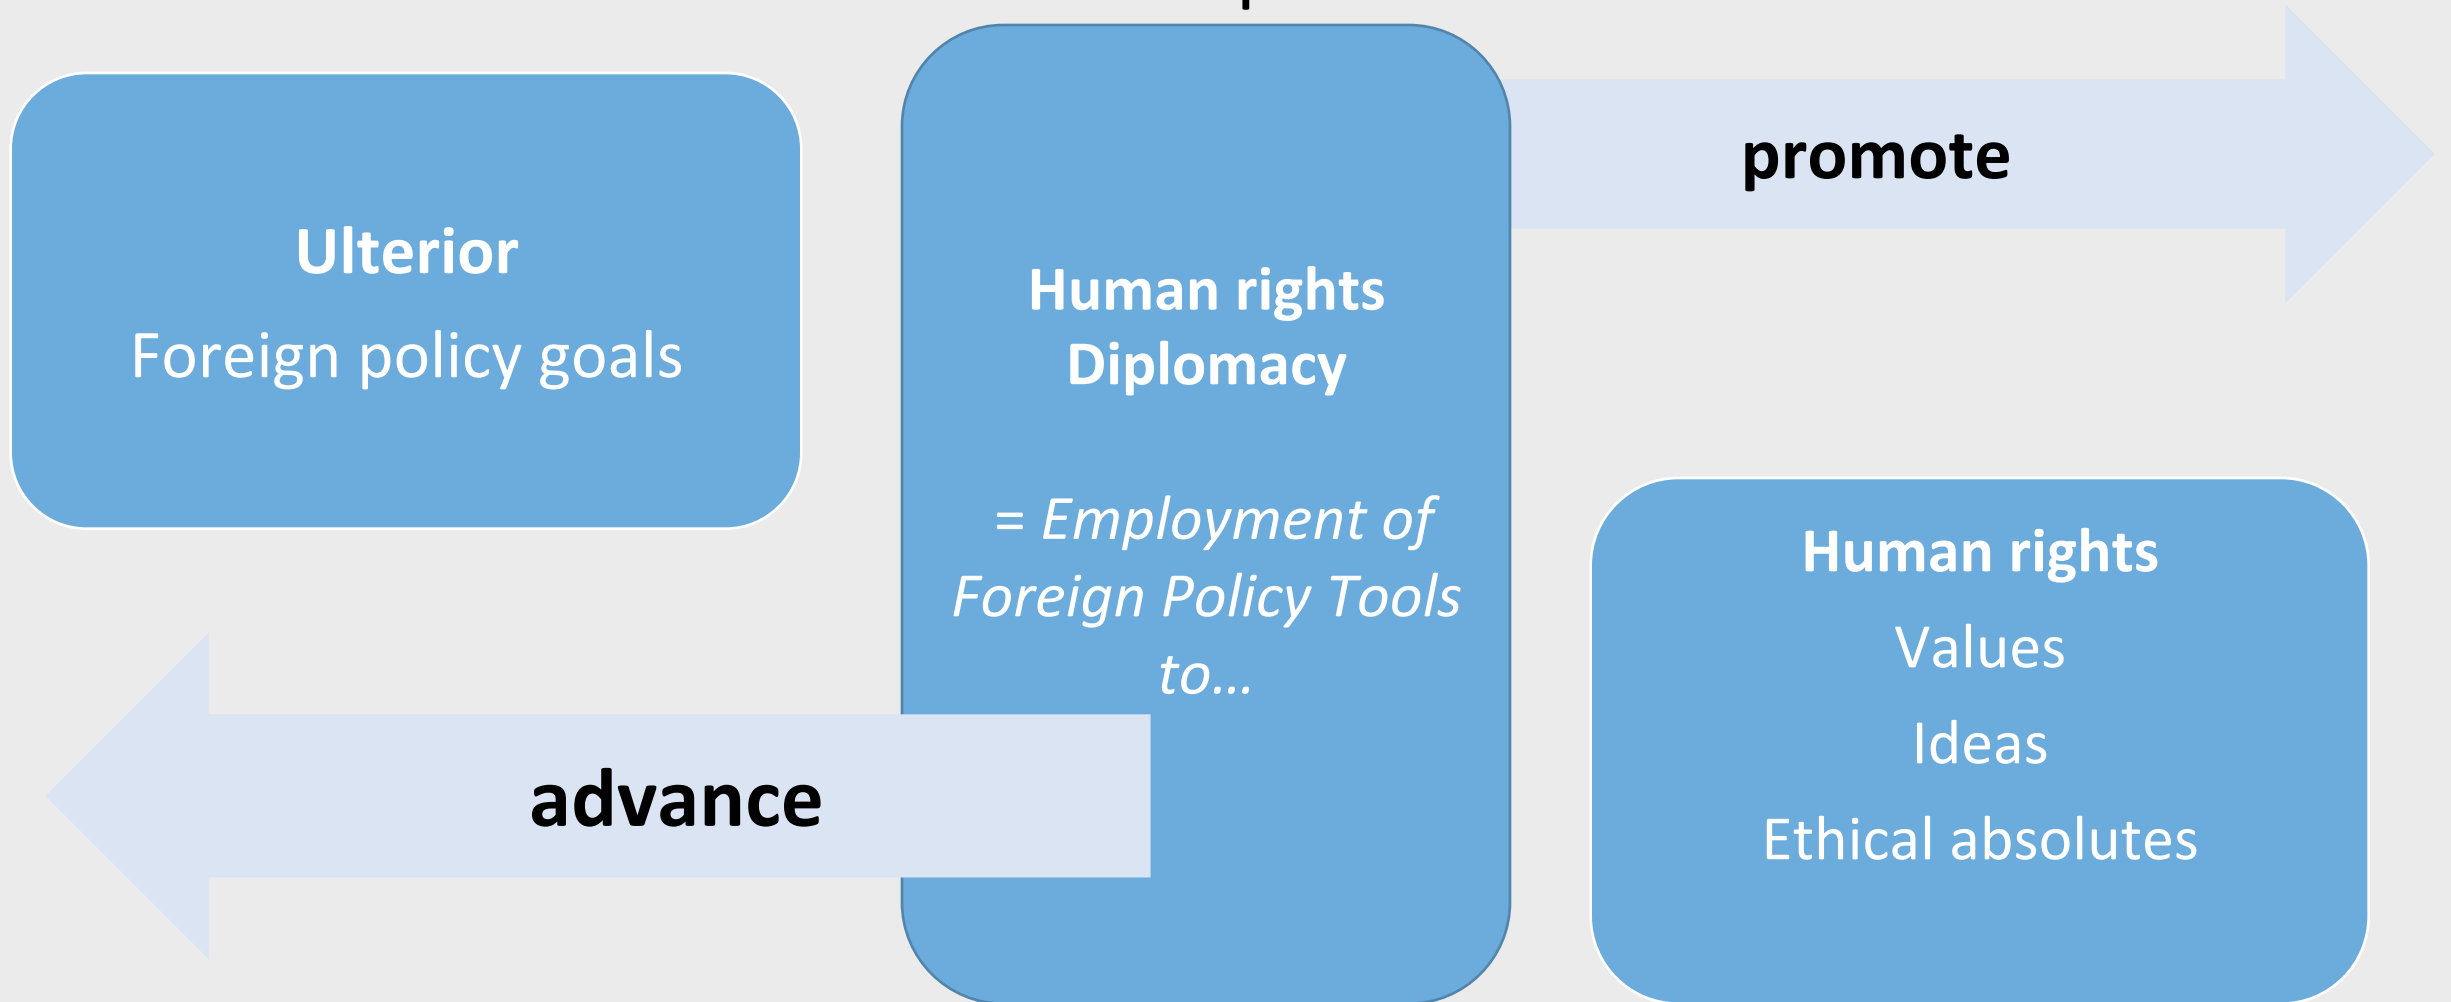 Ulterior
Foreign policy goals
Human rights
Diplomacy
= Employment of
Foreign Policy Tools
to…
promote
advance
Human rights
Values
Ideas
Ethical absolutes